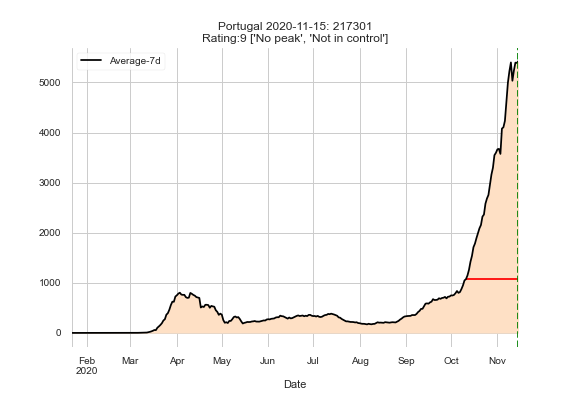 Portugal 2020-11-15: 217301
Rating:9 ['No peak', 'Not in control']
Average-7d
5000
4000
3000
2000
1000
0
Feb Mar Apr May Jun Jul Aug Sep Oct Nov
2020
Date